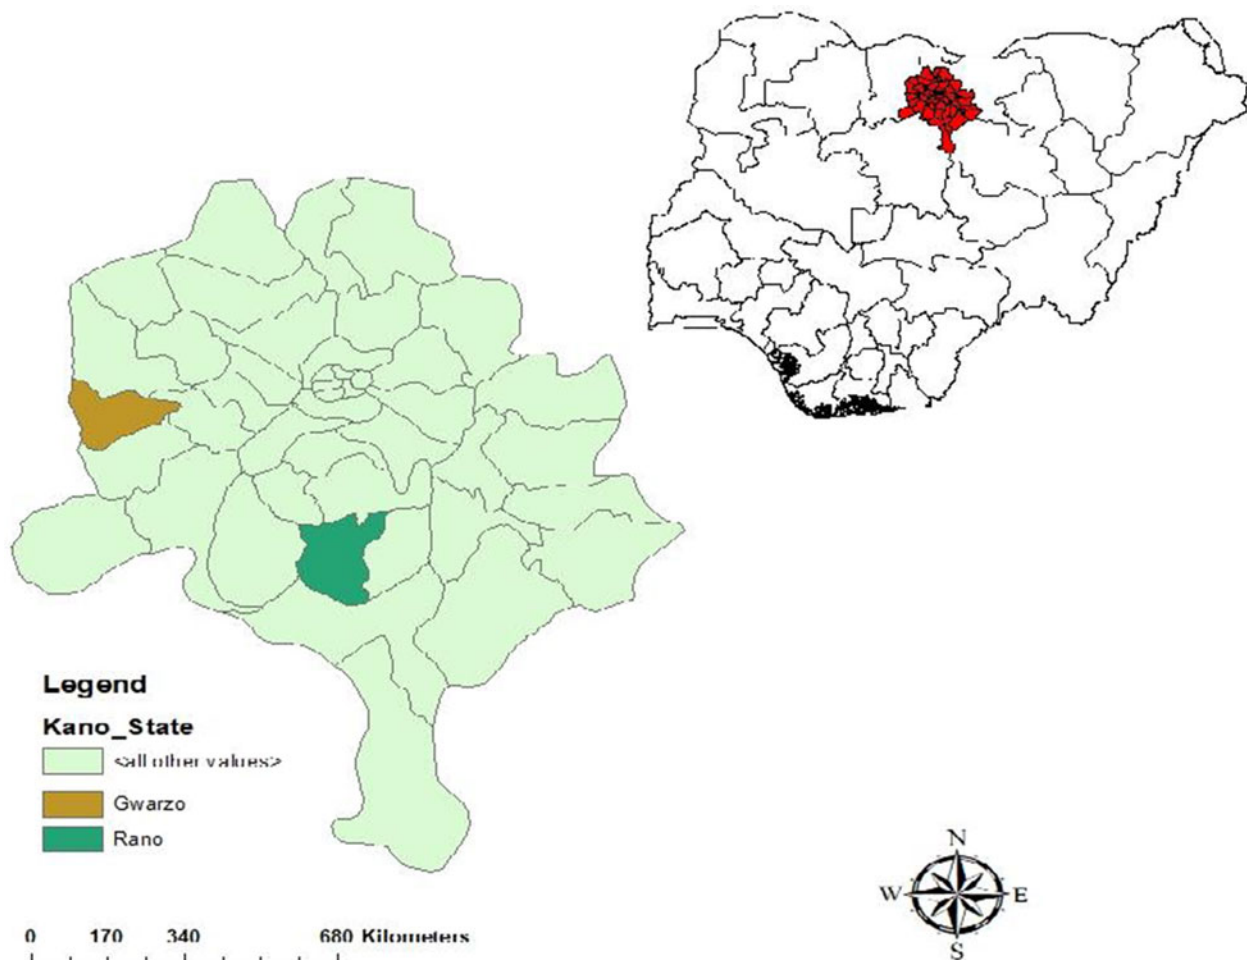 Legend
Kano_State
<all other values>
Gwarzo
Rano
0 170 340 680 Kilometers
N
W E
S